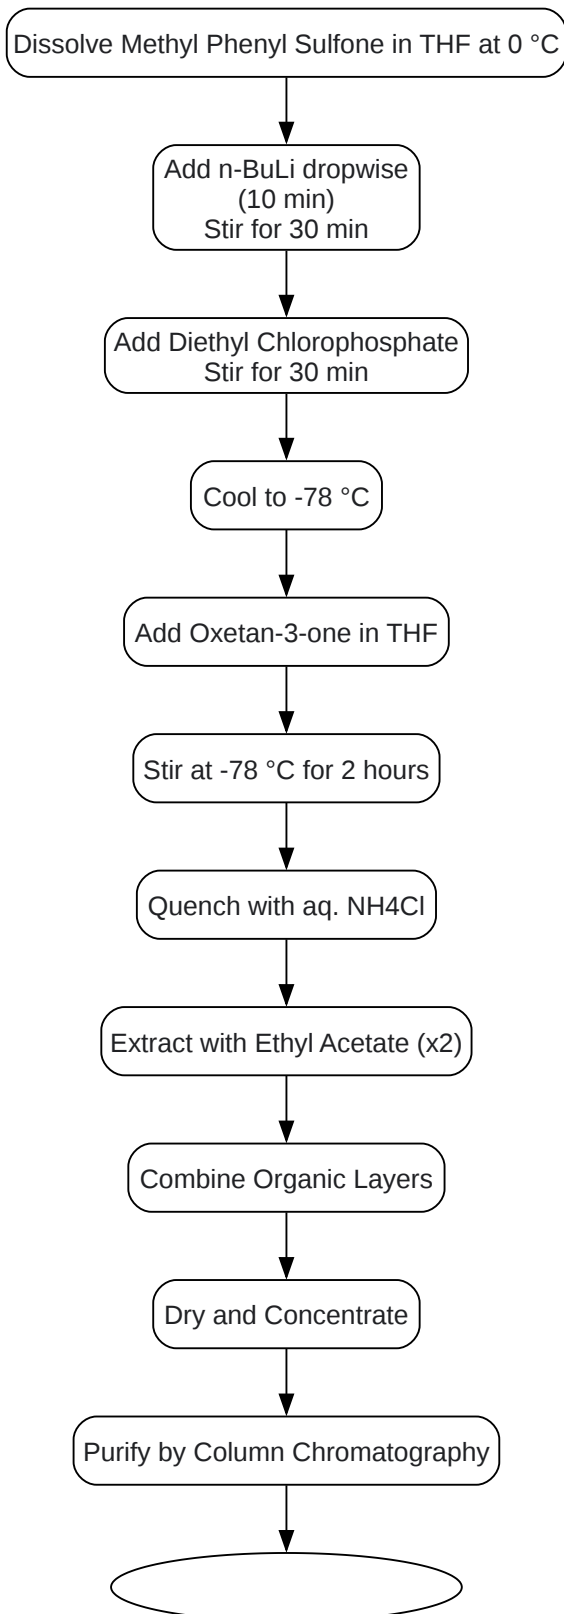 Dissolve Methyl Phenyl Sulfone in THF at 0 °C
Add n-BuLi dropwise
(10 min)
Stir for 30 min
Add Diethyl Chlorophosphate
Stir for 30 min
Cool to -78 °C
Add Oxetan-3-one in THF
Stir at -78 °C for 2 hours
Quench with aq. NH4Cl
Extract with Ethyl Acetate (x2)
Combine Organic Layers
Dry and Concentrate
Purify by Column Chromatography